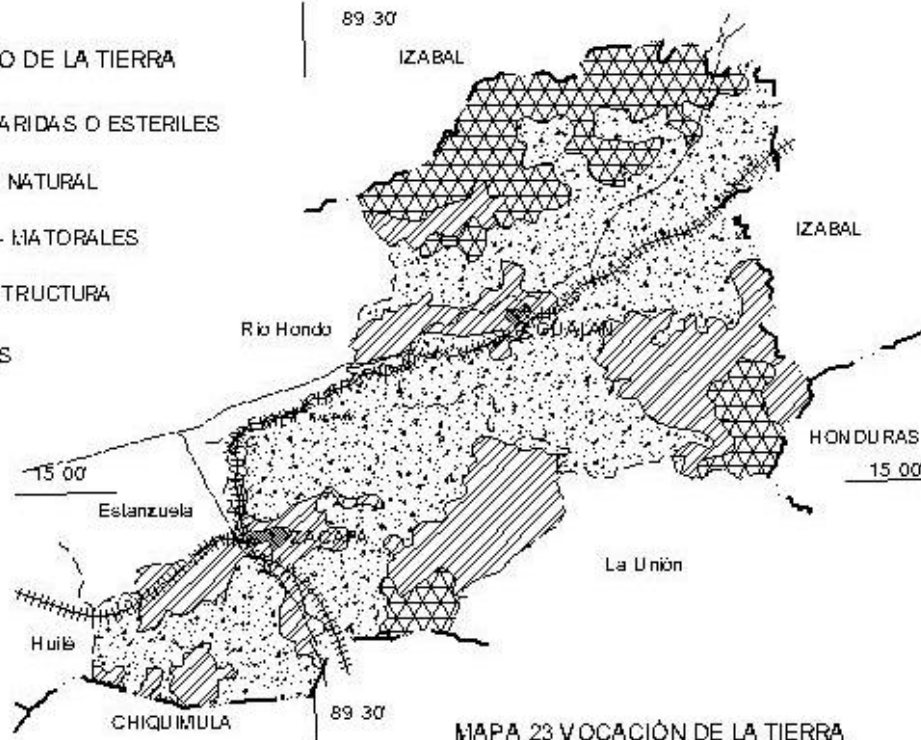 89 30'
IZABAL
O DE LA TIERRA
ARIDAS O ESTERILES
NATURAL
- MATORALES
IZABAL
TRUCTURA
Rio Hondo
GUALAN
S
HONDURAS
15 00'
15 00'
Estanzuela
ZACAPA
La Unión
Huité
89 30'
CHIQUIMULA
MAPA 23 VOCACIÓN DE LA TIERRA